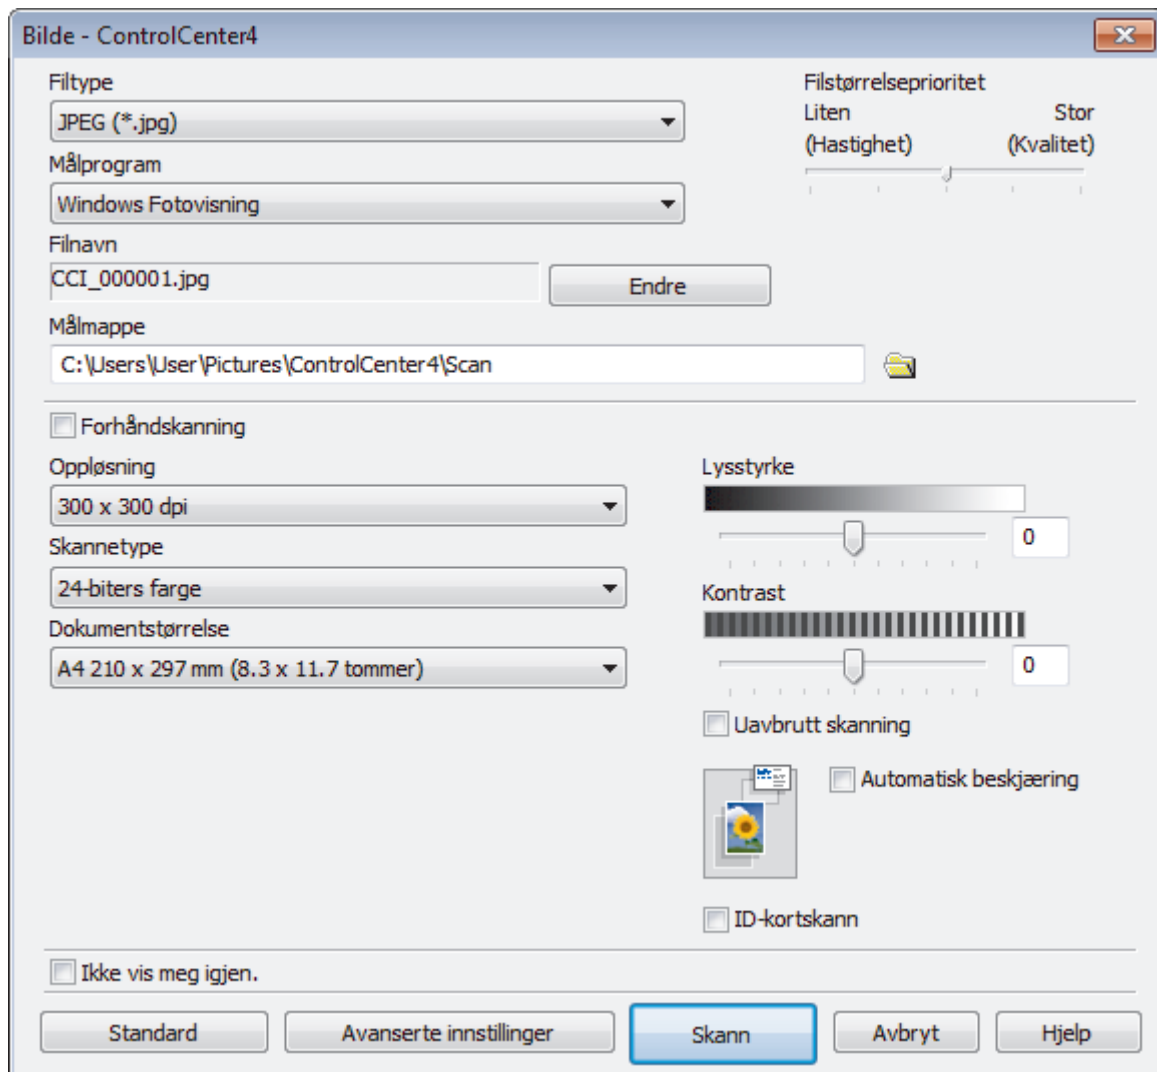 Bilde - ControlCenter4
Filtype
JPEG (*.jpg)
Målprogram
Windows Fotovisning
Filnavn
CCI_000001.jpg
Endre
Målmappe
C:\Users\User\Pictures\ControlCenter4\Scan
Filstørrelseprioritet
Liten Stor
(Hastighet) (Kvalitet)
Forhåndskanning
Oppløsning
300 x 300 dpi
Skannetype
24-biters farge
Dokumentstørrelse
A4 210 x 297 mm (8.3 x 11.7 tommer)
Lysstyrke
0
Kontrast
0
Uavbrutt skanning
Automatisk beskjæring
ID-kortskann
Ikke vis meg igjen.
Standard Avanserte innstillinger Skann Avbryt Hjelp